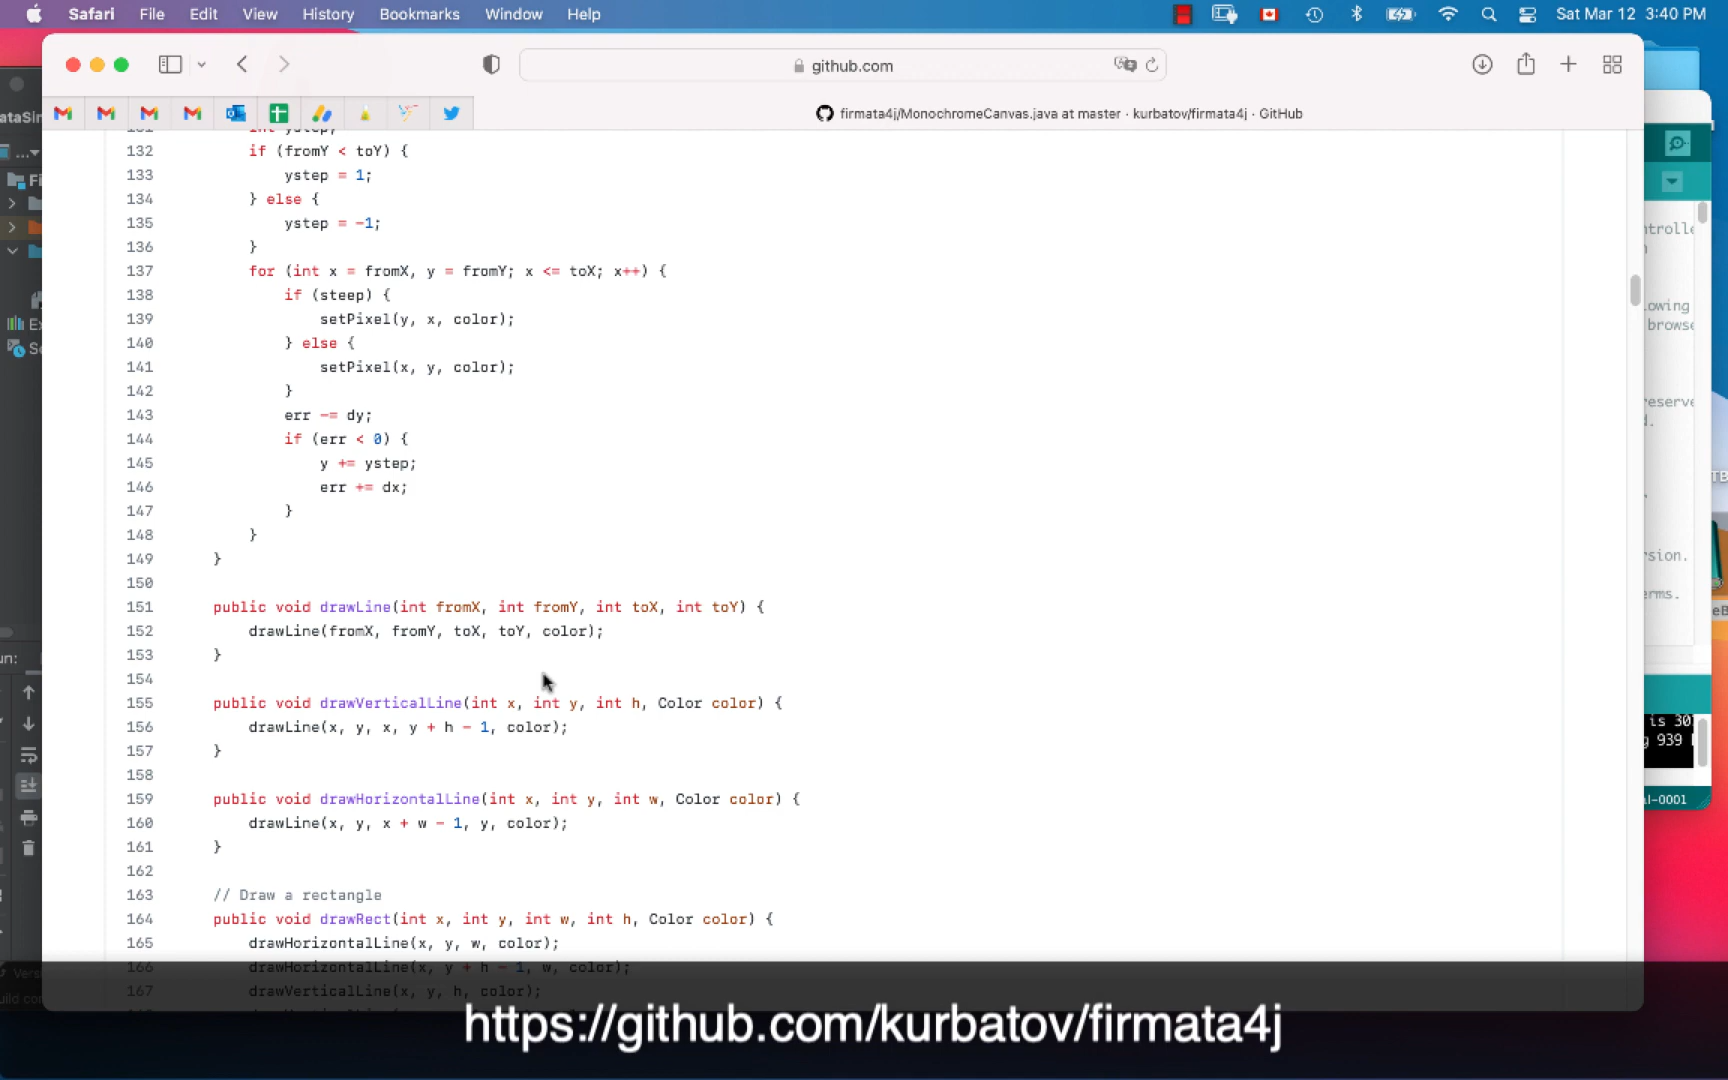 Safari File Edit View History Bookmarks Window Help
Sat Mar 12 3:40 PM
github.com
firmata4j/MonochromeCanvas.java at master · kurbatov/firmata4j · GitHub
131 int ystep;
132 if (fromY < toY) {
133 ystep = 1;
134 } else {
135 ystep = -1;
136 }
137 for (int x = fromX, y = fromY; x <= toX; x++) {
138 if (steep) {
139 setPixel(y, x, color);
140 } else {
141 setPixel(x, y, color);
142 }
143 err -= dy;
144 if (err < 0) {
145 y += ystep;
146 err += dx;
147 }
148 }
149 }
150
151 public void drawLine(int fromX, int fromY, int toX, int toY) {
152 drawLine(fromX, fromY, toX, toY, color);
153 }
154
155 public void drawVerticalLine(int x, int y, int h, Color color) {
156 drawLine(x, y, x, y + h - 1, color);
157 }
158
159 public void drawHorizontalLine(int x, int y, int w, Color color) {
160 drawLine(x, y, x + w - 1, y, color);
161 }
162
163 // Draw a rectangle
164 public void drawRect(int x, int y, int w, int h, Color color) {
165 drawHorizontalLine(x, y, w, color);
166 drawHorizontalLine(x, y + h - 1, w, color);
167 drawVerticalLine(x, y, h, color);
https://github.com/kurbatov/firmata4j